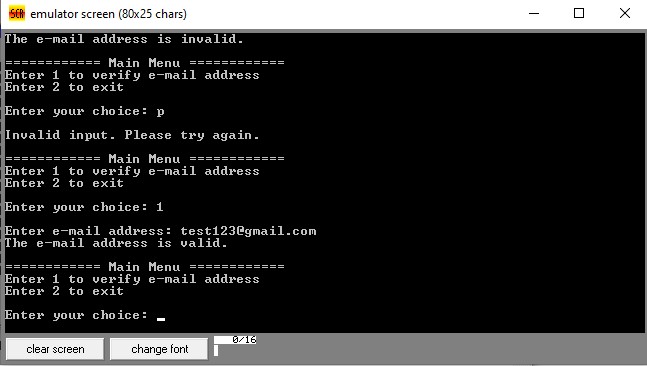 SCR emulator screen (80x25 chars)
The e-mail address is invalid.
============ Main Menu ============
Enter 1 to verify e-mail address
Enter 2 to exit
Enter your choice: p
Invalid input. Please try again.
============ Main Menu ============
Enter 1 to verify e-mail address
Enter 2 to exit
Enter your choice: 1
Enter e-mail address: test123@gmail.com
The e-mail address is valid.
============ Main Menu ============
Enter 1 to verify e-mail address
Enter 2 to exit
Enter your choice: _
clear screen change font 0/16